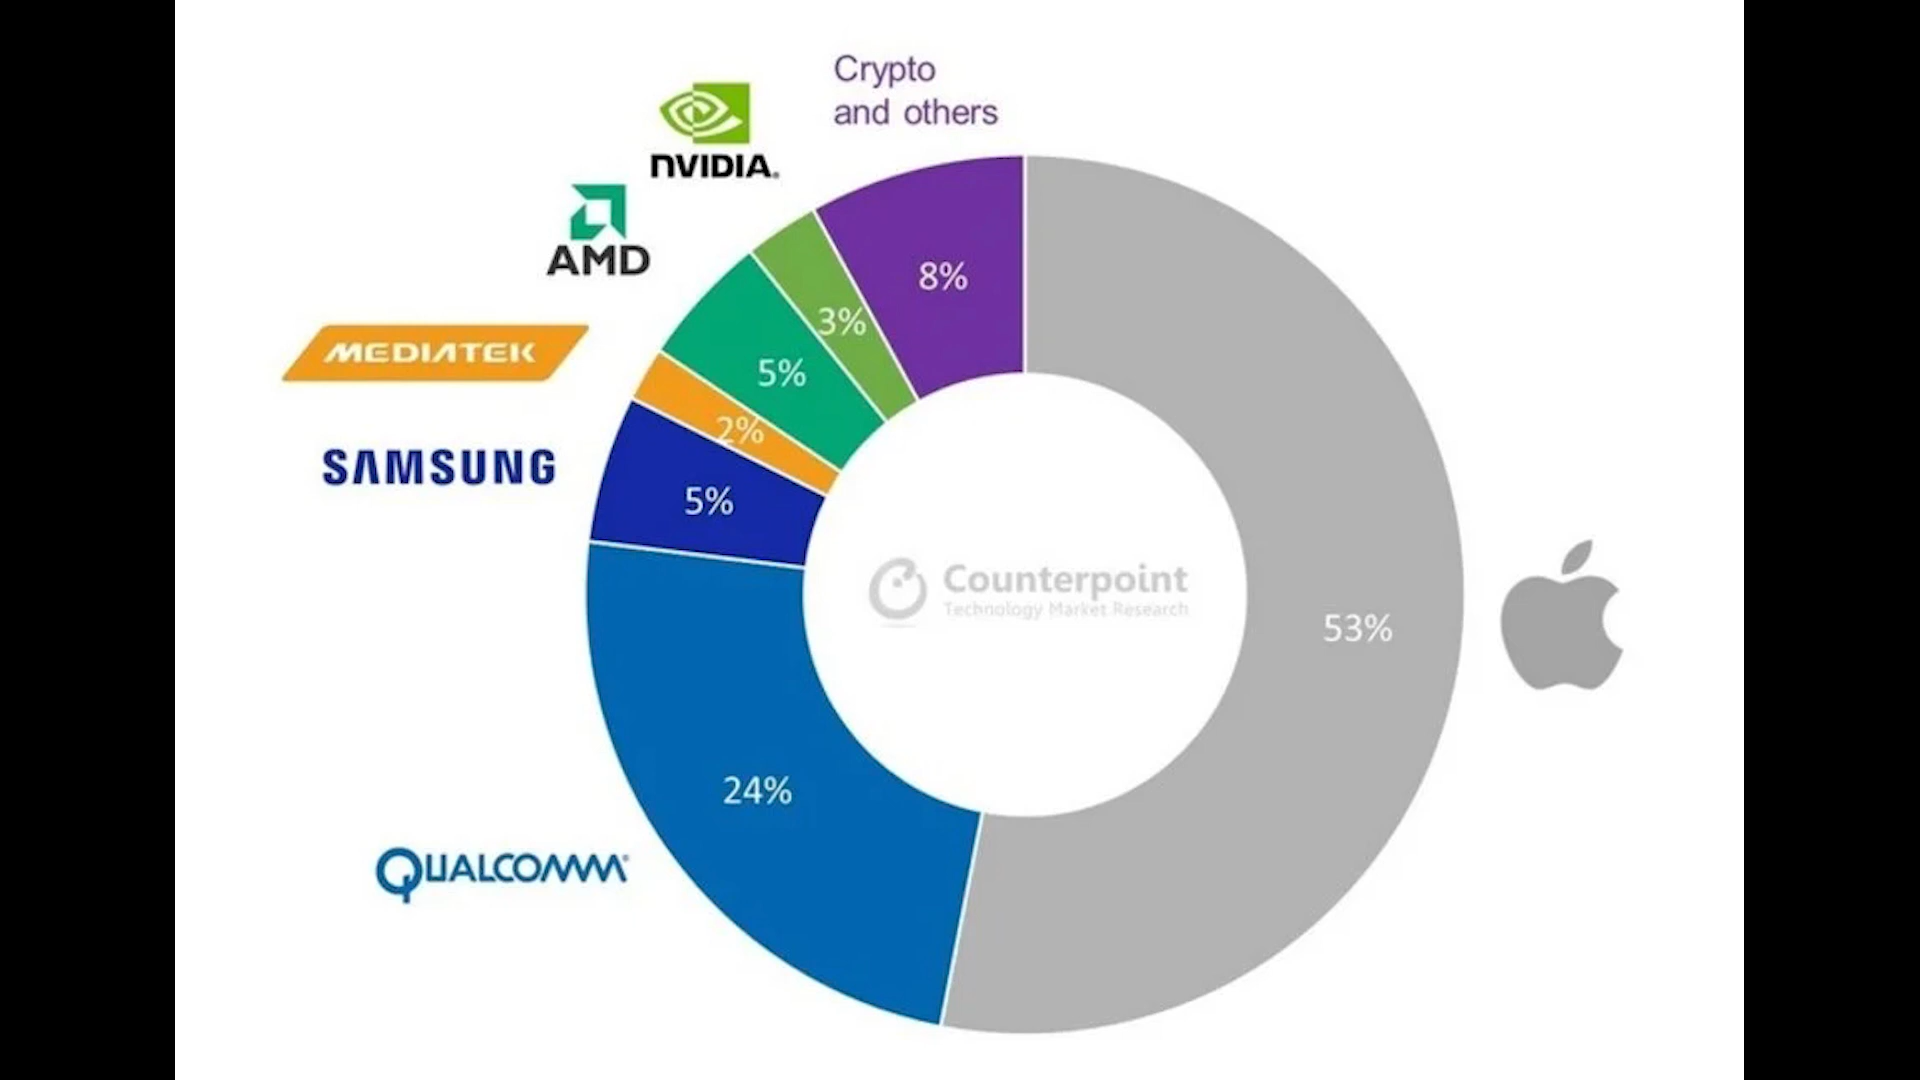 Crypto
and others
NVIDIA.
AMD
MEDIATEK
SAMSUNG
QUALCOMM®
8%
3%
5%
2%
5%
24%
53%
Counterpoint
Technology Market Research